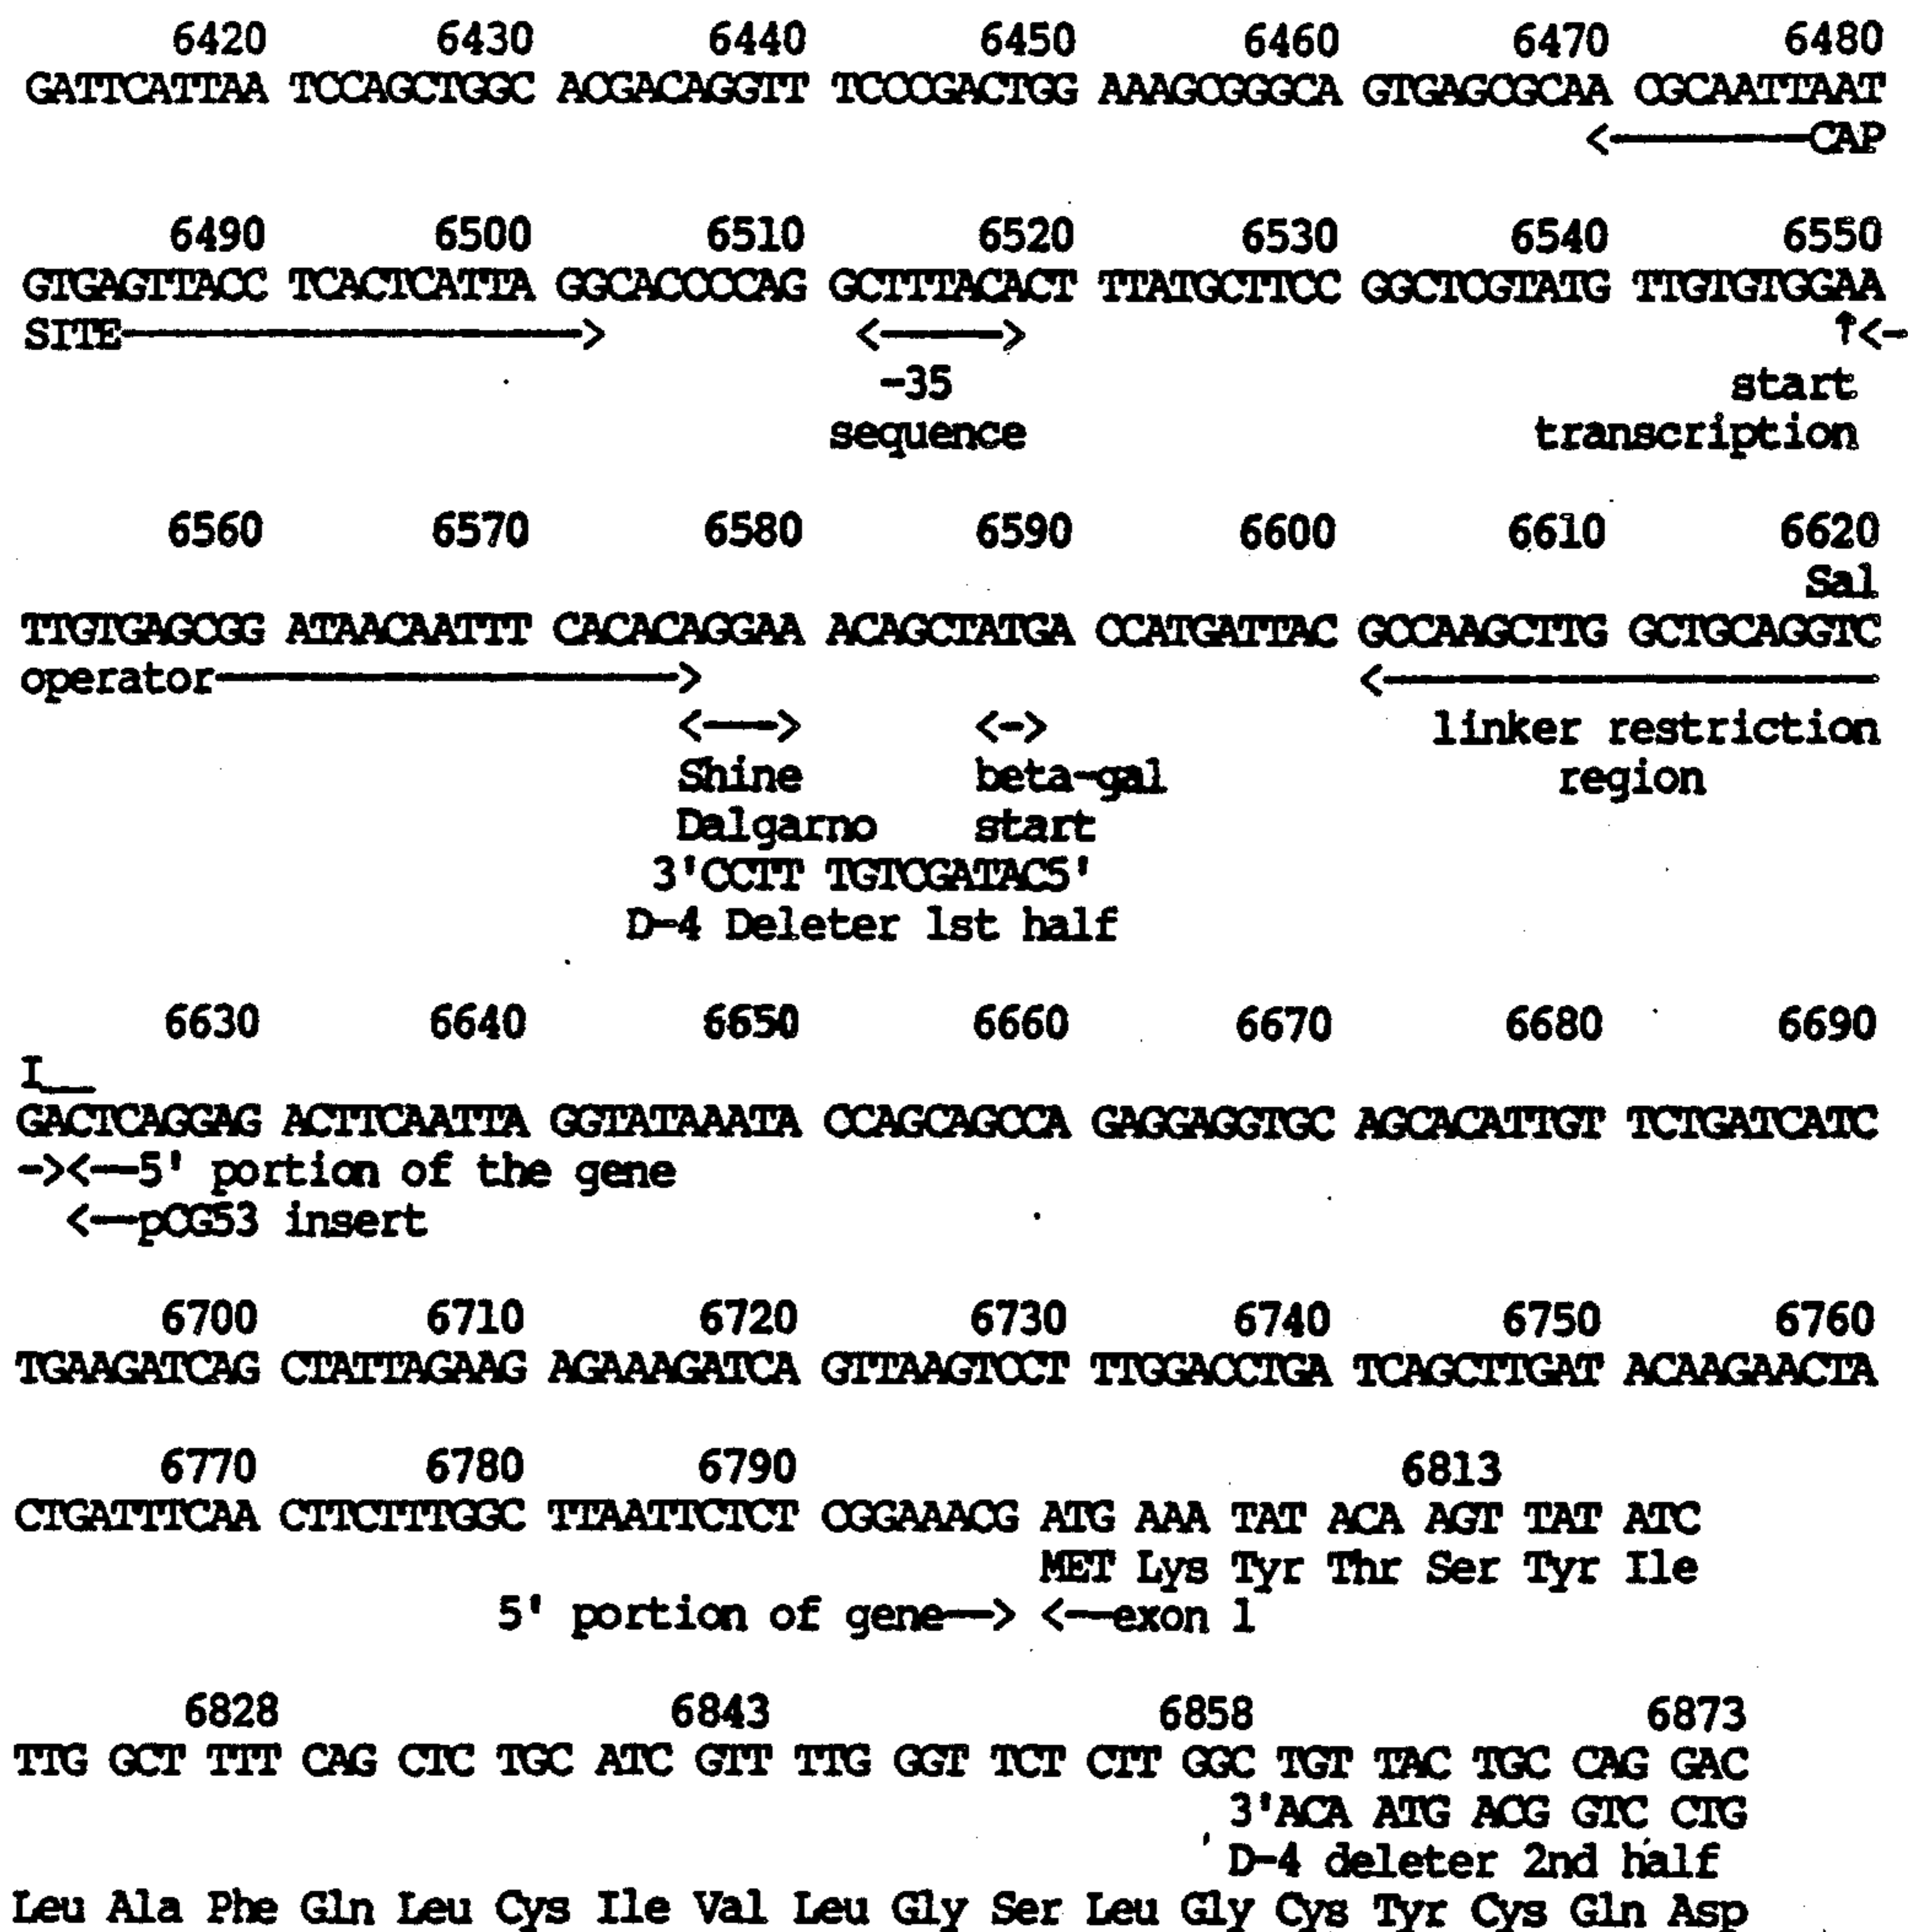 6420 6430 6440 6450 6460 6470 6480
GATTCATTAA TCCAGCTGGC ACGACAGGTT TCCCGACTGG AAAGCGGGCA GTGAGCGCAA CGCAATTAAT
<————CAP
6490 6500 6510 6520 6530 6540 6550
GTGAGTTACC TCACTCATTA GGCACCCCAG GCTTTACACT TTATGCTTCC GGCTCGTATG TTGTGTGGAA
SITE—————————> <———> ↑<-
-35 start
sequence transcription
6560 6570 6580 6590 6600 6610 6620
Sal
TTGTGAGCGG ATAACAATTT CACACAGGAA ACAGCTATGA CCATGATTAC GCCAAGCTTG GCTGCAGGTC
operator—————————> <—————————
<——> <-> linker restriction
Shine beta-gal region
Dalgarno start
3'CCTT TGTCGATAC5'
D-4 Deleter 1st half
6630 6640 6650 6660 6670 6680 6690
I__
GACTCAGGAG ACTTCAATTA GGTATAAATA CCAGCAGCCA GAGGAGGTGC AGCACATTGT TCTGATCATC
-><—5' portion of the gene
<—pCG53 insert
6700 6710 6720 6730 6740 6750 6760
TGAAGATCAG CTATTAGAAG AGAAAGATCA GTTAAGTCCT TTGGACCTGA TCAGCTTGAT ACAAGAACTA
6770 6780 6790 6813
CTGATTTCAA CTTCTTTGGC TTAATTCTCT CGGAAACG ATG AAA TAT ACA AGT TAT ATC
MET Lys Tyr Thr Ser Tyr Ile
5' portion of gene—> <—exon 1
6828 6843 6858 6873
TTG GCT TTT CAG CTC TGC ATC GTT TTG GGT TCT CTT GGC TGT TAC TGC CAG GAC
3'ACA ATG ACG GTC CTG
D-4 deleter 2nd half
Leu Ala Phe Gln Leu Cys Ile Val Leu Gly Ser Leu Gly Cys Tyr Cys Gln Asp